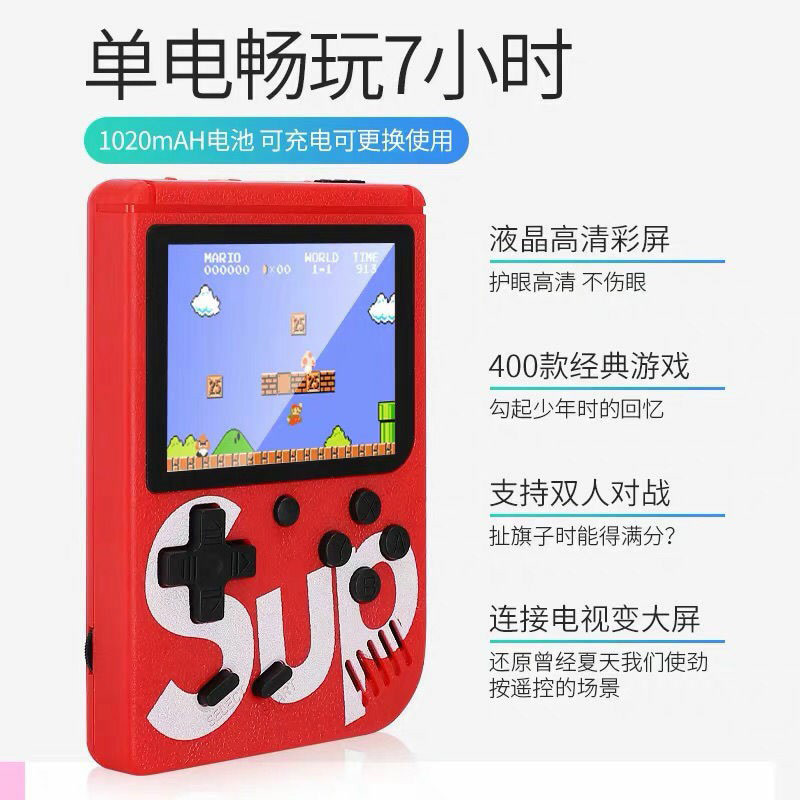 单电畅玩7小时
1020mAH电池 可充电可更换使用
液晶高清彩屏
护眼高清 不伤眼
400款经典游戏
勾起少年时的回忆
支持双人对战
扯旗子时能得满分?
连接电视变大屏
还原曾经夏天我们使劲
按遥控的场景
MARIO WORLD TIME
000000 ×00 1-1 913
25
25
25
X
Y
A
B
Sup